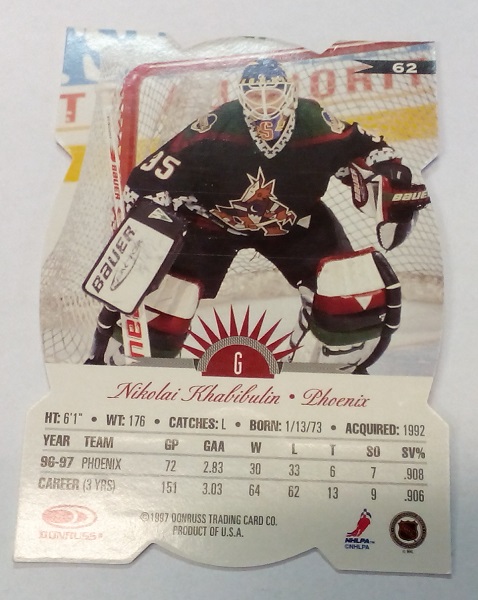 62
35
BAUER
BAUER
BAUER
G
Nikolai Khabibulin • Phoenix
HT: 6'1" • WT: 176 • CATCHES: L • BORN: 1/13/73 • ACQUIRED: 1992
YEAR TEAM GP GAA W L T SO SV%
96-97 PHOENIX 72 2.83 30 33 6 7 .908
CAREER (3 YRS) 151 3.03 64 62 13 9 .906
©1997 DONRUSS TRADING CARD CO.
PRODUCT OF U.S.A.
DONRUSS
NHLPA
©NHLPA